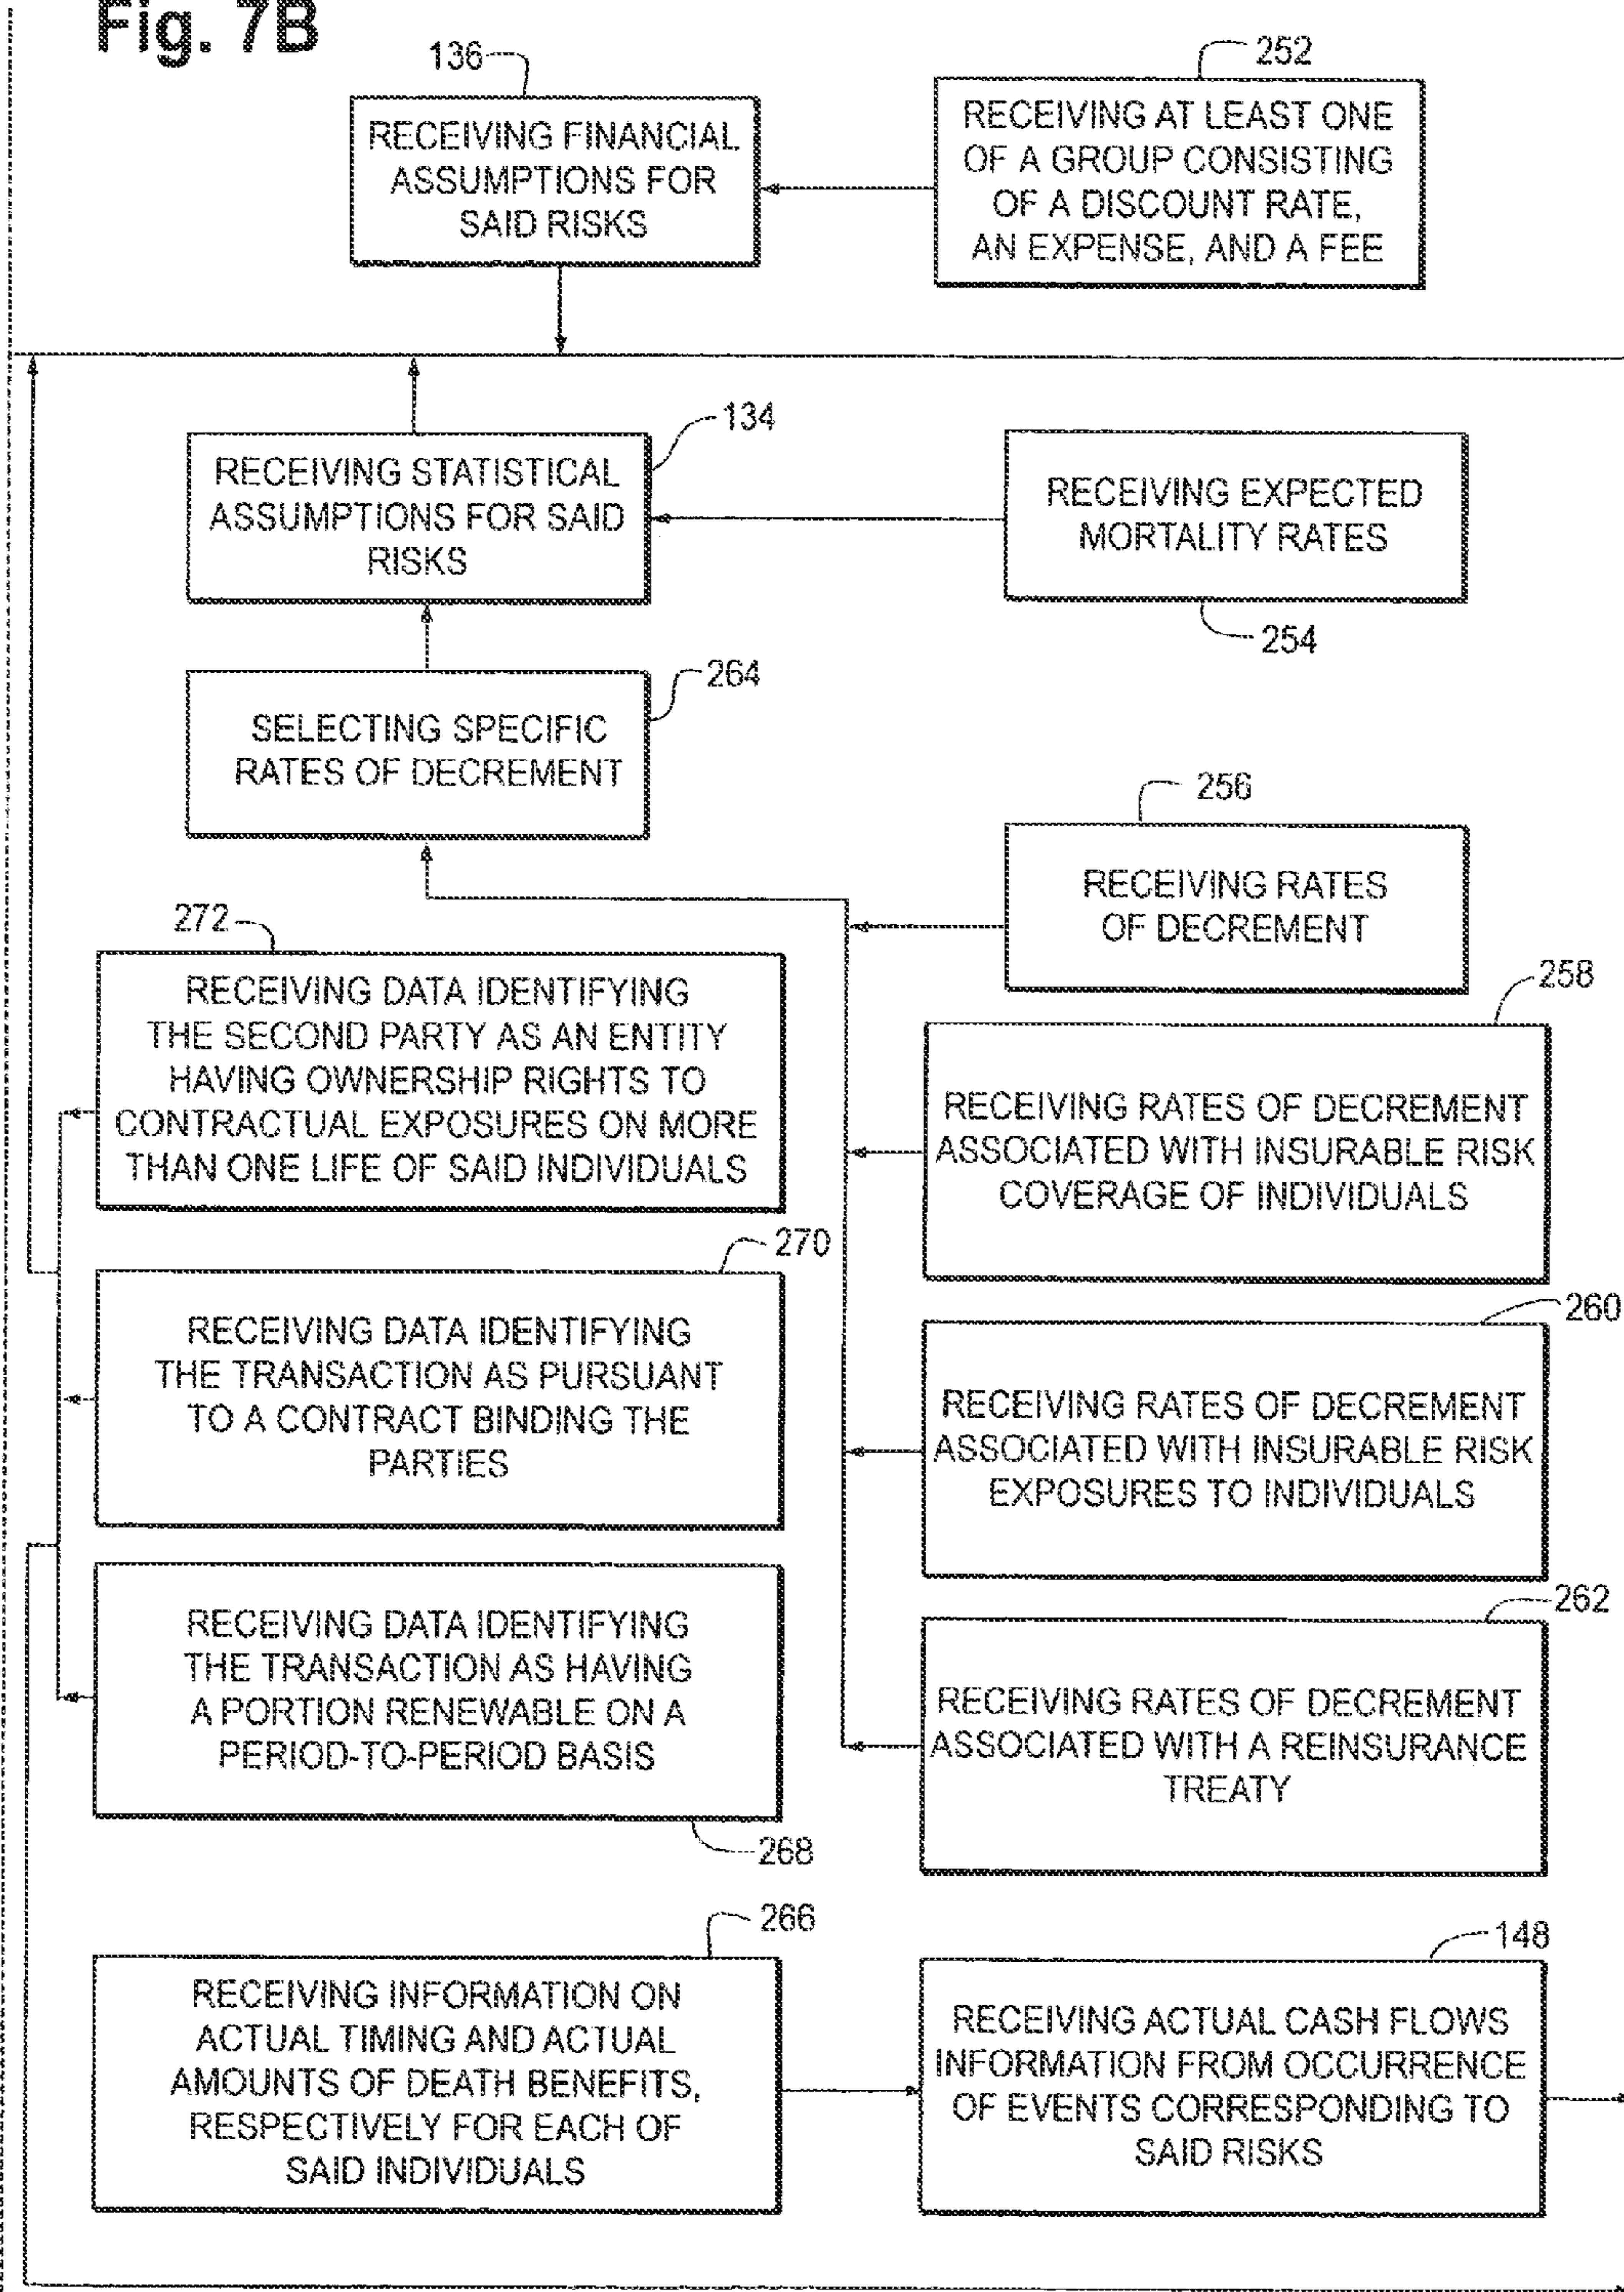 Fig. 7B
136
RECEIVING FINANCIAL
ASSUMPTIONS FOR
SAID RISKS
252
RECEIVING AT LEAST ONE
OF A GROUP CONSISTING
OF A DISCOUNT RATE,
AN EXPENSE, AND A FEE
134
RECEIVING STATISTICAL
ASSUMPTIONS FOR SAID
RISKS
RECEIVING EXPECTED
MORTALITY RATES
254
264
SELECTING SPECIFIC
RATES OF DECREMENT
256
RECEIVING RATES
OF DECREMENT
272
RECEIVING DATA IDENTIFYING
THE SECOND PARTY AS AN ENTITY
HAVING OWNERSHIP RIGHTS TO
CONTRACTUAL EXPOSURES ON MORE
THAN ONE LIFE OF SAID INDIVIDUALS
258
RECEIVING RATES OF DECREMENT
ASSOCIATED WITH INSURABLE RISK
COVERAGE OF INDIVIDUALS
270
RECEIVING DATA IDENTIFYING
THE TRANSACTION AS PURSUANT
TO A CONTRACT BINDING THE
PARTIES
260
RECEIVING RATES OF DECREMENT
ASSOCIATED WITH INSURABLE RISK
EXPOSURES TO INDIVIDUALS
RECEIVING DATA IDENTIFYING
THE TRANSACTION AS HAVING
A PORTION RENEWABLE ON A
PERIOD-TO-PERIOD BASIS
268
262
RECEIVING RATES OF DECREMENT
ASSOCIATED WITH A REINSURANCE
TREATY
266
RECEIVING INFORMATION ON
ACTUAL TIMING AND ACTUAL
AMOUNTS OF DEATH BENEFITS,
RESPECTIVELY FOR EACH OF
SAID INDIVIDUALS
148
RECEIVING ACTUAL CASH FLOWS
INFORMATION FROM OCCURRENCE
OF EVENTS CORRESPONDING TO
SAID RISKS